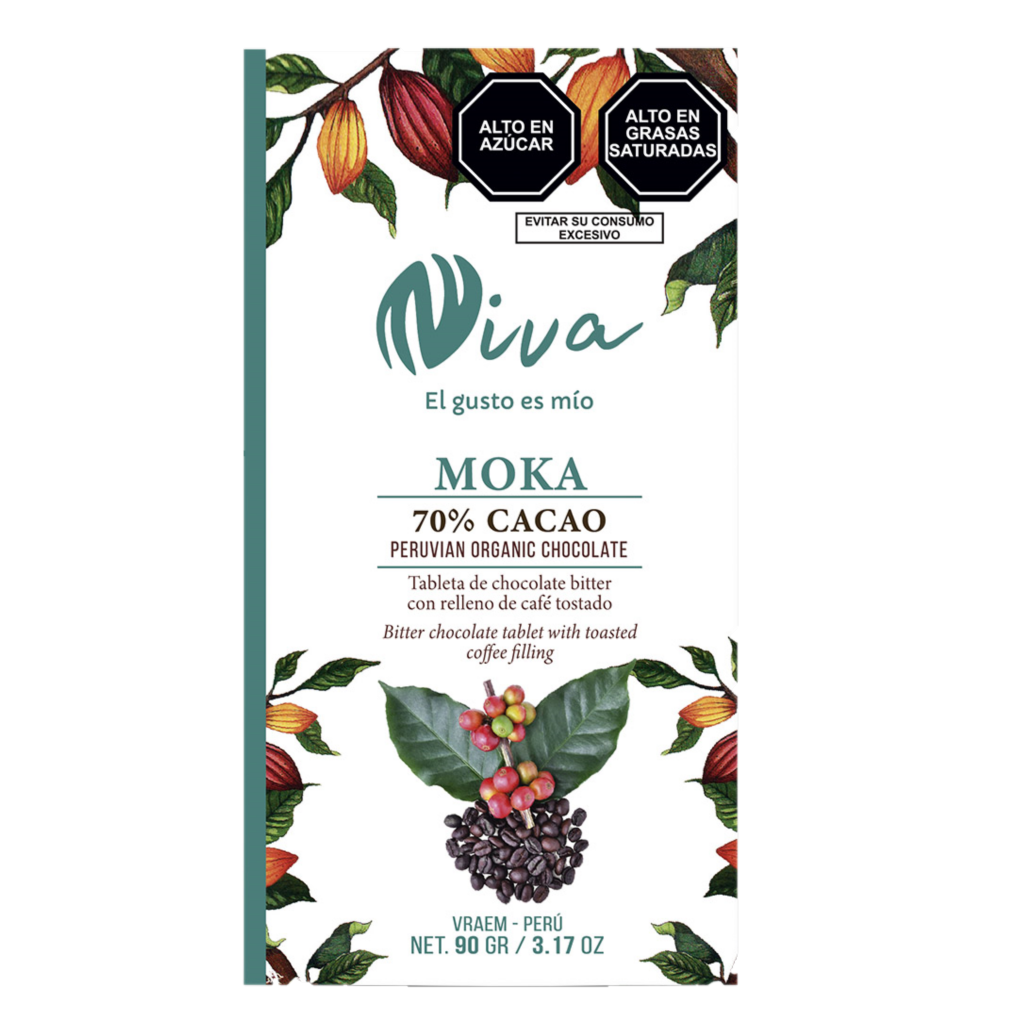 ALTO EN
AZÚCAR
ALTO EN
GRASAS
SATURADAS
EVITAR SU CONSUMO
EXCESIVO
Niva
El gusto es mío
MOKA
70% CACAO
PERUVIAN ORGANIC CHOCOLATE
Tableta de chocolate bitter
con relleno de café tostado
Bitter chocolate tablet with toasted
coffee filling
VRAEM - PERÚ
NET. 90 GR / 3.17 OZ